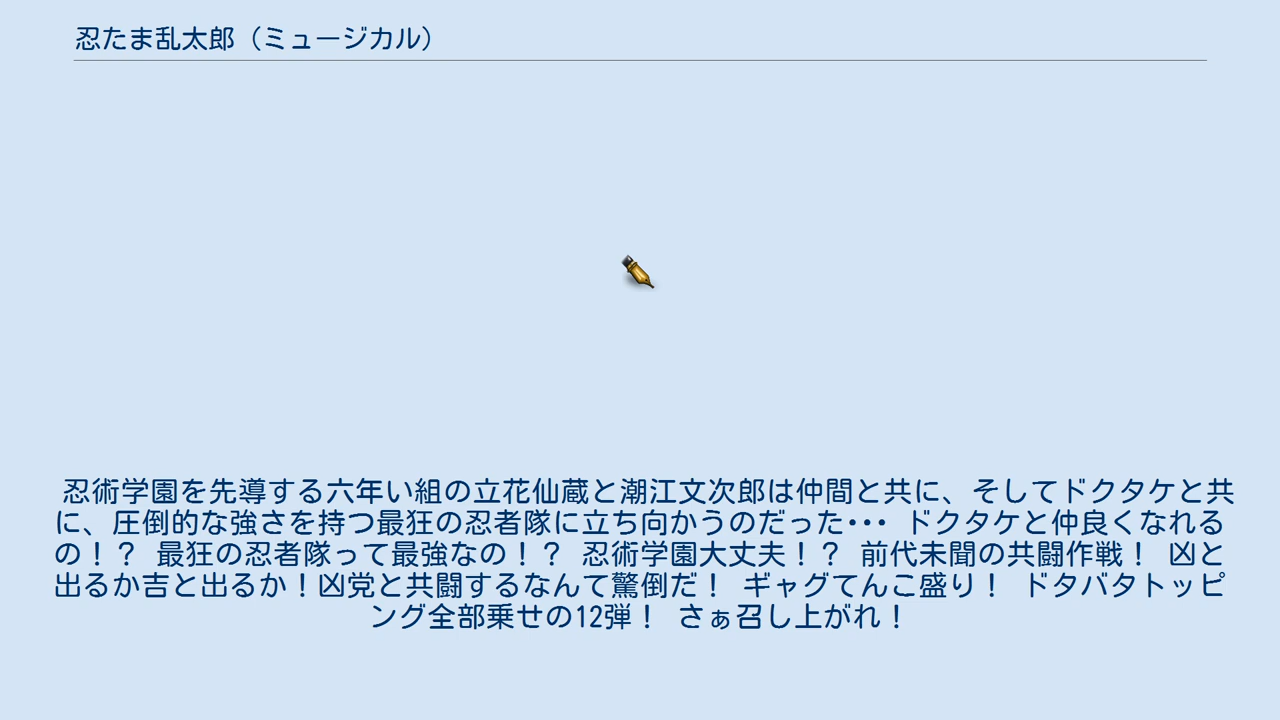 忍たま乱太郎（ミュージカル）
忍術学園を先導する六年い組の立花仙蔵と潮江文次郎は仲間と共に、そしてドクタケと共
に、圧倒的な強さを持つ最狂の忍者隊に立ち向かうのだった･･･ ドクタケと仲良くなれる
の！？ 最狂の忍者隊って最強なの！？ 忍術学園大丈夫！？ 前代未聞の共闘作戦！ 凶と
出るか吉と出るか！凶党と共闘するなんて驚倒だ！ ギャグてんこ盛り！ ドタバタトッピ
ング全部乗せの12弾！ さぁ召し上がれ！